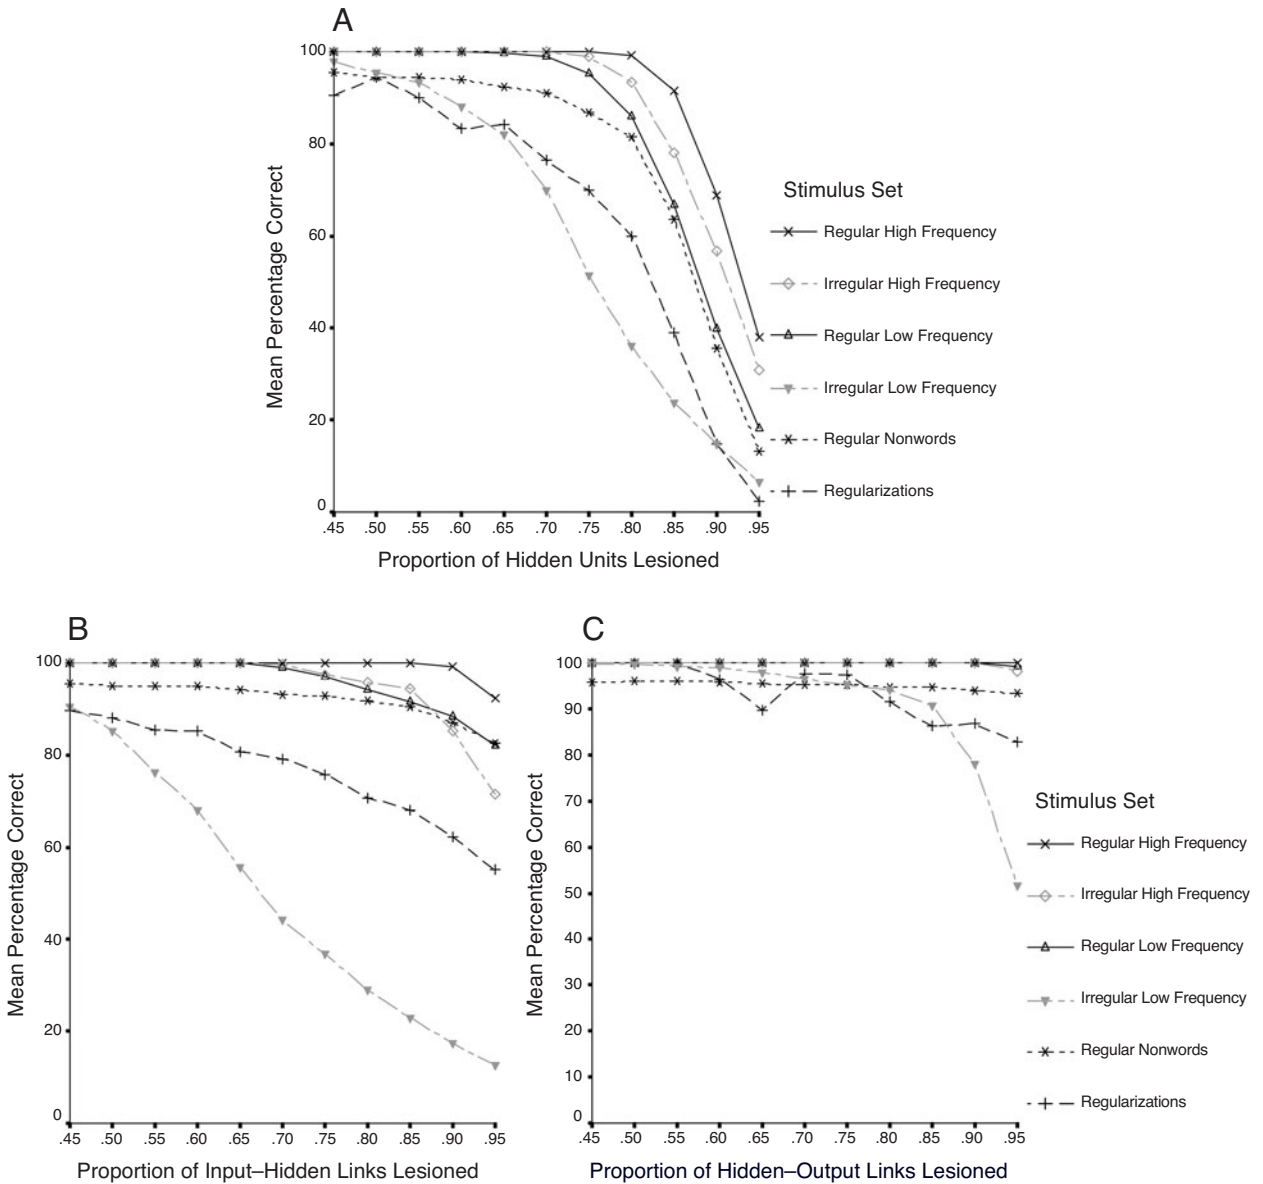 A
100
80
60
40
20
0
Mean Percentage Correct
.45 .50 .55 .60 .65 .70 .75 .80 .85 .90 .95
Proportion of Hidden Units Lesioned
Stimulus Set
Regular High Frequency
Irregular High Frequency
Regular Low Frequency
Irregular Low Frequency
Regular Nonwords
Regularizations
B
100
80
60
40
20
0
Mean Percentage Correct
.45 .50 .55 .60 .65 .70 .75 .80 .85 .90 .95
Proportion of Input–Hidden Links Lesioned
C
100
90
80
70
60
50
40
30
20
10
0
Mean Percentage Correct
.45 .50 .55 .60 .65 .70 .75 .80 .85 .90 .95
Proportion of Hidden–Output Links Lesioned
Stimulus Set
Regular High Frequency
Irregular High Frequency
Regular Low Frequency
Irregular Low Frequency
Regular Nonwords
Regularizations